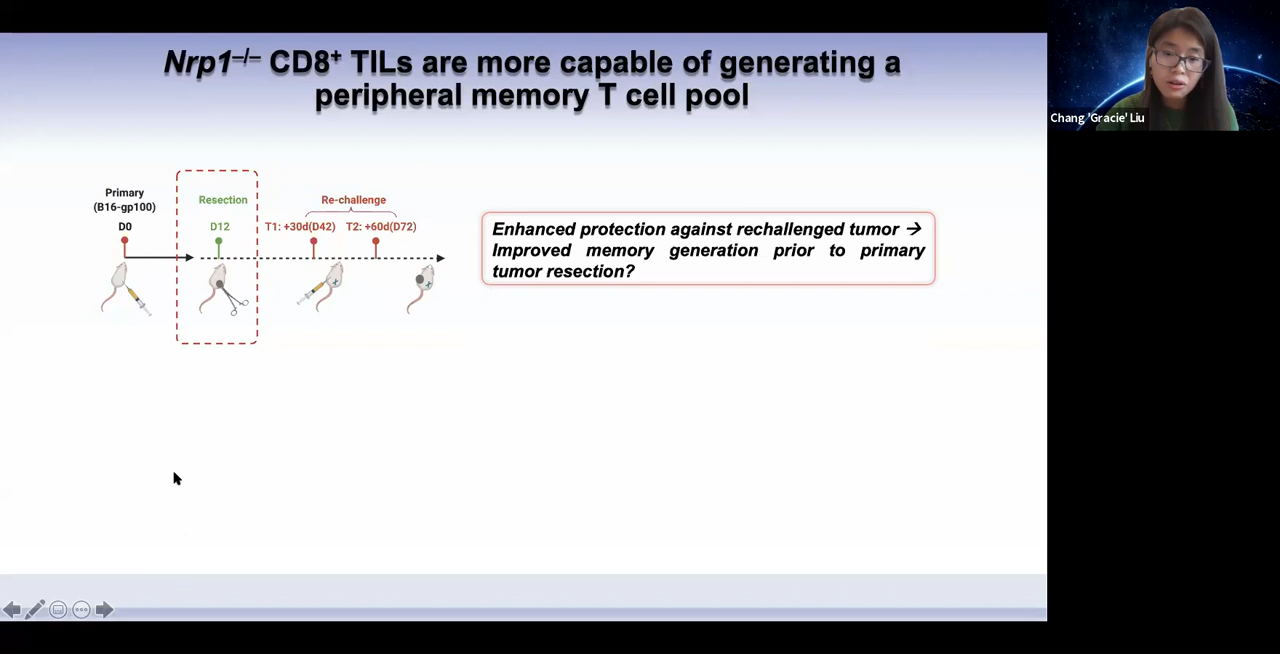 Nrp1–/– CD8+ TILs are more capable of generating a
peripheral memory T cell pool
Chang 'Gracie' Liu
Primary
(B16-gp100)
D0
Resection
D12
Re-challenge
T1: +30d(D42)
T2: +60d(D72)
Enhanced protection against rechallenged tumor →
Improved memory generation prior to primary
tumor resection?